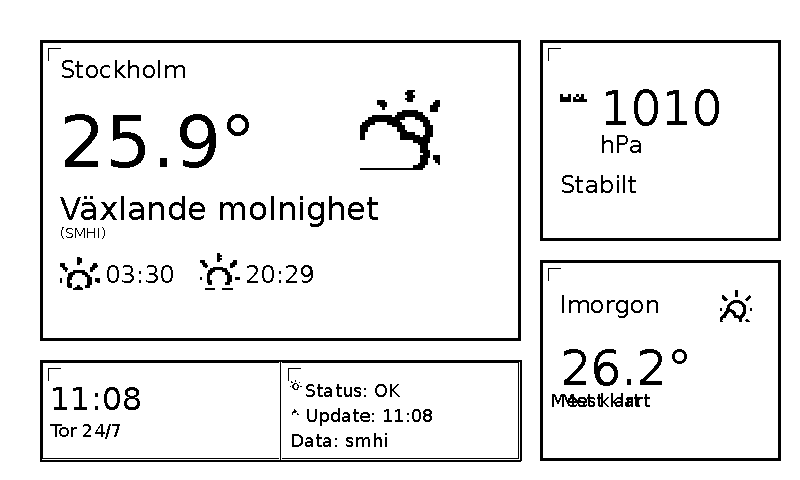 Stockholm
25.9°
Växlande molnighet
(SMHI)
03:30 20:29
1010
hPa
Stabilt
Imorgon
26.2°
Mest klart
11:08
Tor 24/7
Status: OK
Update: 11:08
Data: smhi